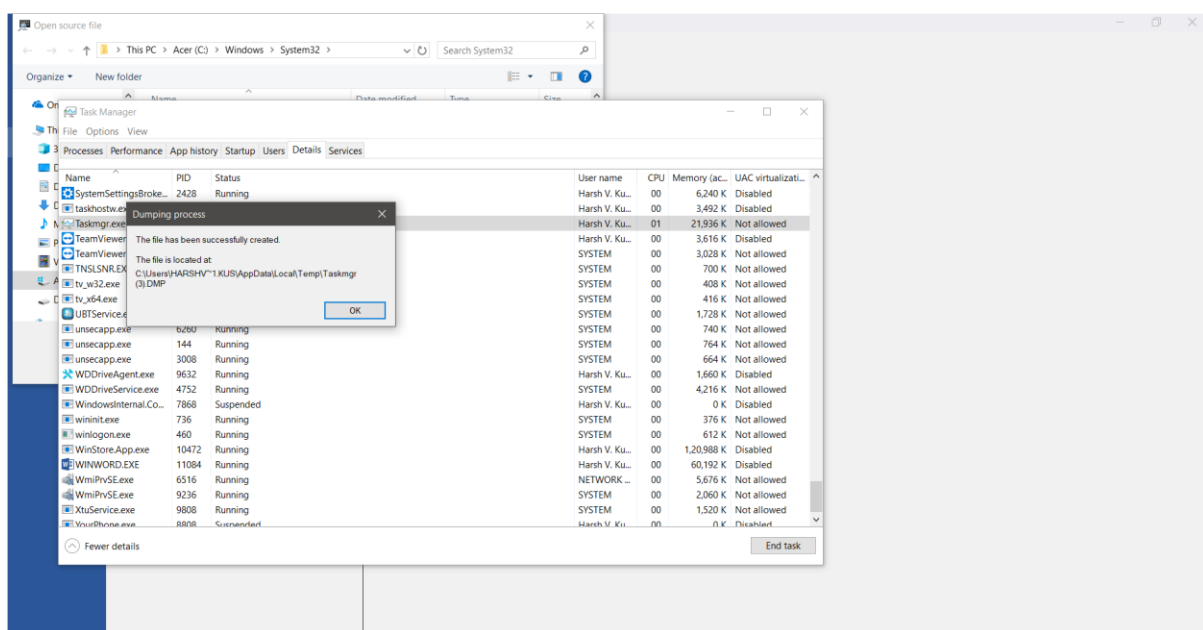 Open source file
This PC > Acer (C:) > Windows > System32 >
Search System32
Organize
New folder
Name
Date modified
Type
Size
Task Manager
File Options View
Processes Performance App history Startup Users Details Services
Name PID Status User name CPU Memory (ac... UAC virtualizati...
SystemSettingsBroke... 2428 Running Harsh V. Ku... 00 6,240 K Disabled
taskhostw.ex Harsh V. Ku... 00 3,492 K Disabled
Taskmgr.exe Harsh V. Ku... 01 21,936 K Not allowed
TeamViewer Harsh V. Ku... 00 3,616 K Disabled
TeamViewer SYSTEM 00 3,028 K Not allowed
TNSLSNR.EX SYSTEM 00 700 K Not allowed
tv_w32.exe SYSTEM 00 408 K Not allowed
tv_x64.exe SYSTEM 00 416 K Not allowed
UBTService.e SYSTEM 00 1,728 K Not allowed
unsecapp.exe 6260 Running SYSTEM 00 740 K Not allowed
unsecapp.exe 144 Running SYSTEM 00 764 K Not allowed
unsecapp.exe 3008 Running SYSTEM 00 664 K Not allowed
WDDriveAgent.exe 9632 Running Harsh V. Ku... 00 1,660 K Disabled
WDDriveService.exe 4752 Running SYSTEM 00 4,216 K Not allowed
WindowsInternal.Co... 7868 Suspended Harsh V. Ku... 00 0 K Disabled
wininit.exe 736 Running SYSTEM 00 376 K Not allowed
winlogon.exe 460 Running SYSTEM 00 612 K Not allowed
WinStore.App.exe 10472 Running Harsh V. Ku... 00 1,20,988 K Disabled
WINWORD.EXE 11084 Running Harsh V. Ku... 00 60,192 K Disabled
WmiPrvSE.exe 6516 Running NETWORK ... 00 5,676 K Not allowed
WmiPrvSE.exe 9236 Running SYSTEM 00 2,060 K Not allowed
XtuService.exe 9808 Running SYSTEM 00 1,520 K Not allowed
YourPhone.exe 8808 Suspended Harsh V. Ku 00 0 K Disabled
Fewer details
End task
Dumping process
The file has been successfully created.
The file is located at:
C:\Users\HARSHV~1.KUS\AppData\Local\Temp\Taskmgr
(3).DMP
OK